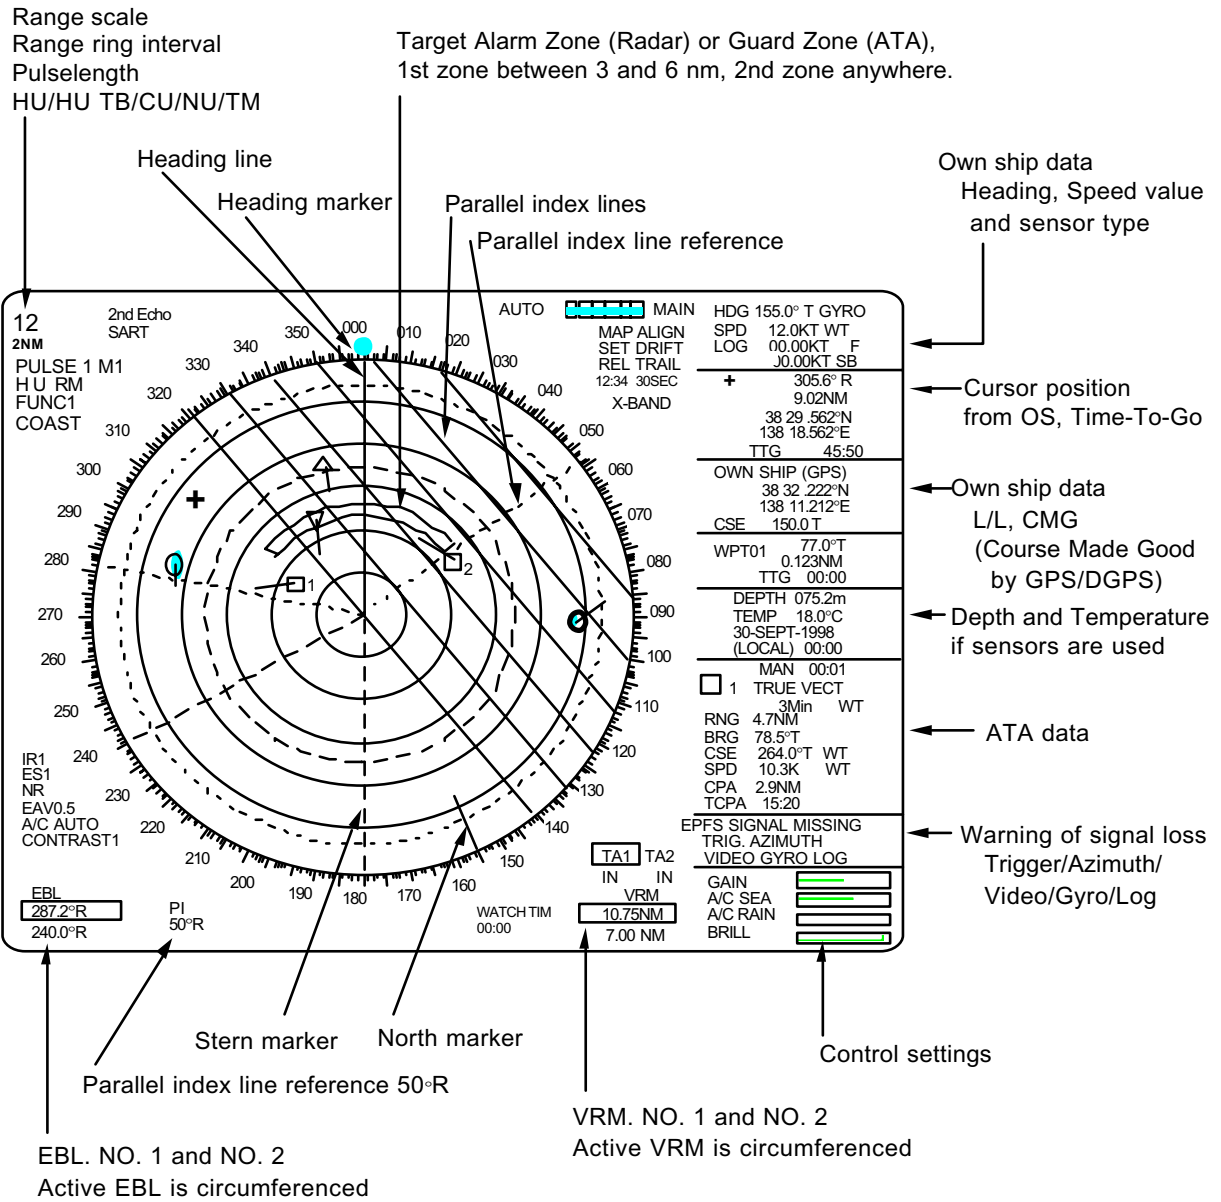 Range scale
Range ring interval
Pulselength
HU/HU TB/CU/NU/TM
Target Alarm Zone (Radar) or Guard Zone (ATA),
1st zone between 3 and 6 nm, 2nd zone anywhere.
Heading line
Heading marker
Parallel index lines
Parallel index line reference
Own ship data
Heading, Speed value
and sensor type
12
2NM
PULSE 1 M1
H U RM
FUNC1
COAST
2nd Echo
SART
AUTO
MAIN
MAP ALIGN
SET DRIFT
REL TRAIL
12:34 30SEC
X-BAND
000
010
020
030
040
050
060
070
080
090
100
110
120
130
140
150
160
170
180
190
200
210
220
230
240
250
260
270
280
290
300
310
320
330
340
350
1
2
HDG 155.0° T GYRO
SPD 12.0KT WT
LOG 00.00KT F
00.00KT SB
+ 305.6° R
9.02NM
38 29 .562°N
138 18.562°E
TTG 45:50
OWN SHIP (GPS)
38 32 .222°N
138 11.212°E
CSE 150.0 T
WPT01 77.0°T
0.123NM
TTG 00:00
DEPTH 075.2m
TEMP 18.0°C
30-SEPT-1998
(LOCAL) 00:00
MAN 00:01
1 TRUE VECT
3Min WT
RNG 4.7NM
BRG 78.5°T
CSE 264.0°T WT
SPD 10.3K WT
CPA 2.9NM
TCPA 15:20
EPFS SIGNAL MISSING
TRIG. AZIMUTH
VIDEO GYRO LOG
GAIN
A/C SEA
A/C RAIN
BRILL
Cursor position
from OS, Time-To-Go
Own ship data
L/L, CMG
(Course Made Good
by GPS/DGPS)
Depth and Temperature
if sensors are used
ATA data
Warning of signal loss
Trigger/Azimuth/
Video/Gyro/Log
IR1
ES1
NR
EAV0.5
A/C AUTO
CONTRAST1
EBL
287.2°R
240.0°R
PI
50°R
WATCH TIM
00:00
TA1 TA2
IN IN
VRM
10.75NM
7.00 NM
Stern marker
North marker
Control settings
Parallel index line reference 50°R
VRM. NO. 1 and NO. 2
Active VRM is circumferenced
EBL. NO. 1 and NO. 2
Active EBL is circumferenced